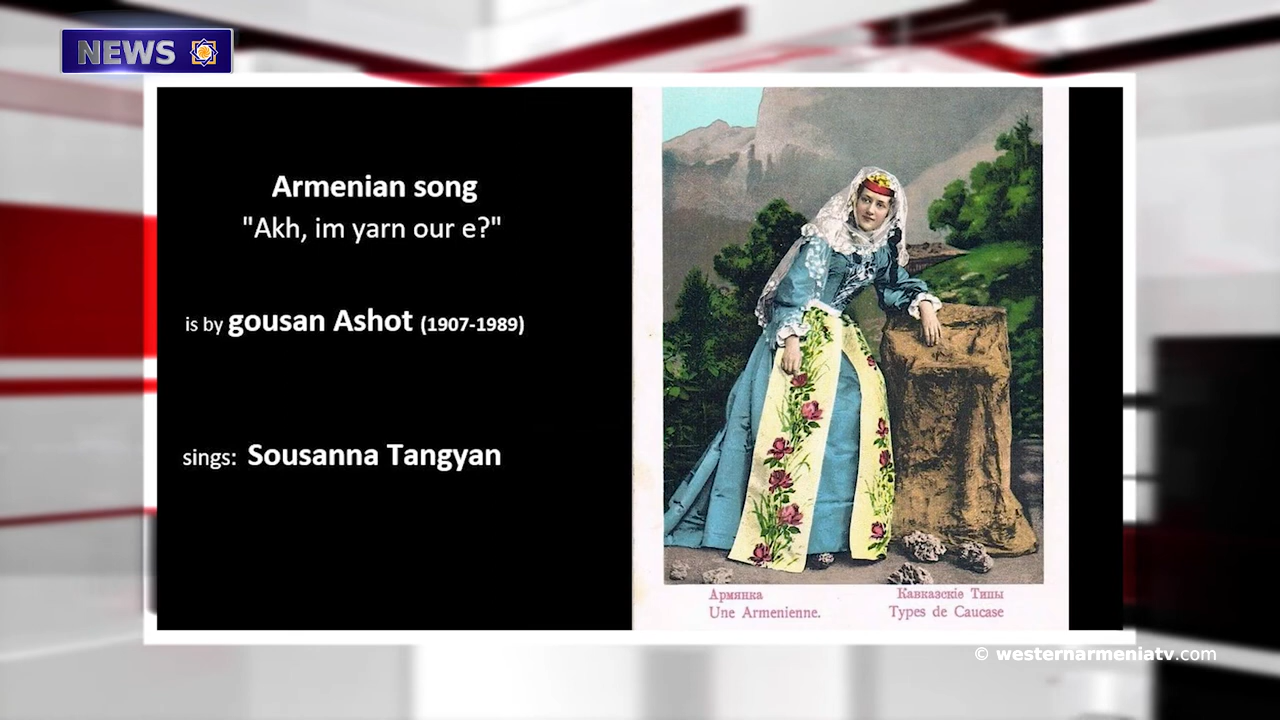 NEWS
Armenian song
"Akh, im yarn our e?"
is by gousan Ashot (1907-1989)
sings: Sousanna Tangyan
Армянка
Une Armenienne.
Кавказскіе Типы
Types de Caucase
© westernarmeniatv.com